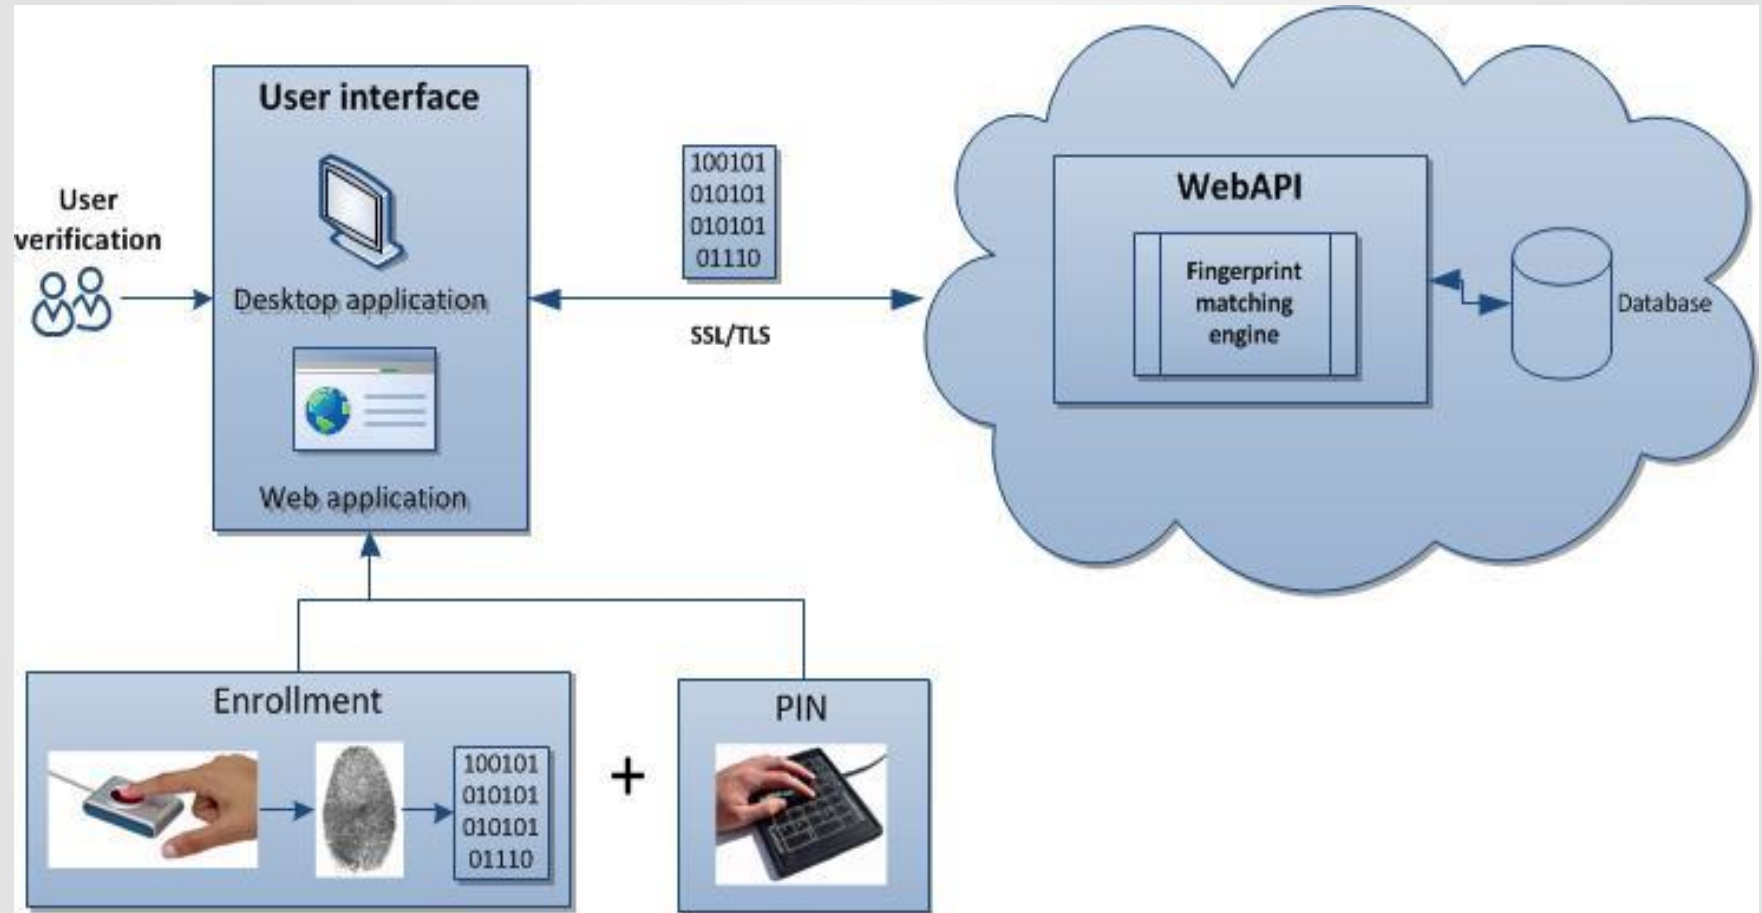 User interface
User
verification
Desktop application
Web application
100101
010101
010101
01110
SSL/TLS
WebAPI
Fingerprint
matching
engine
Database
Enrollment
100101
010101
010101
01110
+
PIN